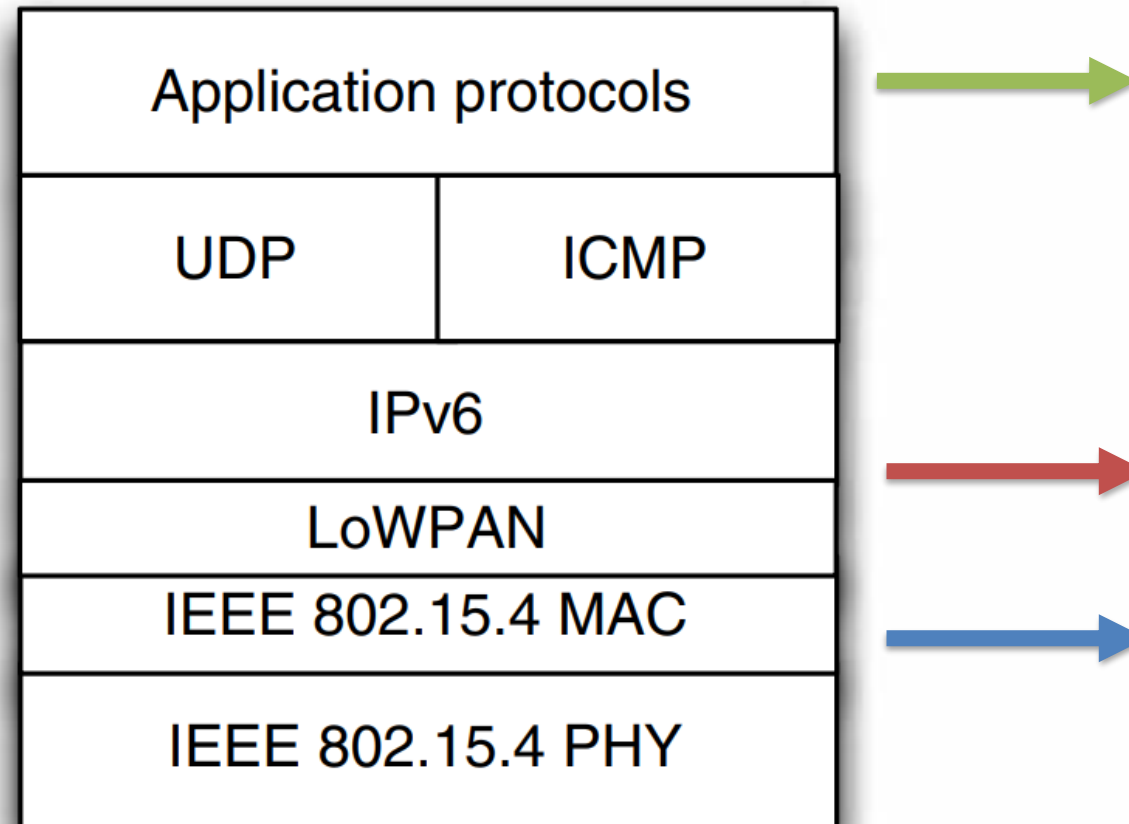 Application protocols
UDP ICMP
IPv6
LoWPAN
IEEE 802.15.4 MAC
IEEE 802.15.4 PHY